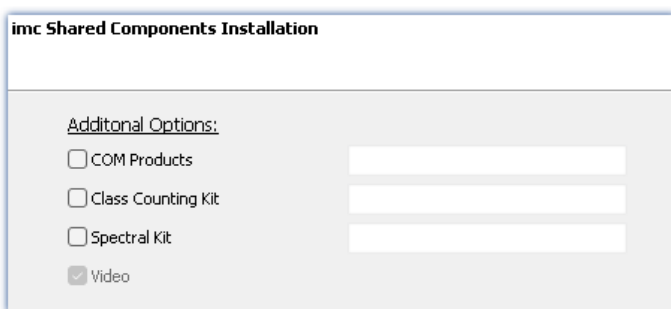 imc Shared Components Installation
Additonal Options:
COM Products
Class Counting Kit
Spectral Kit
Video